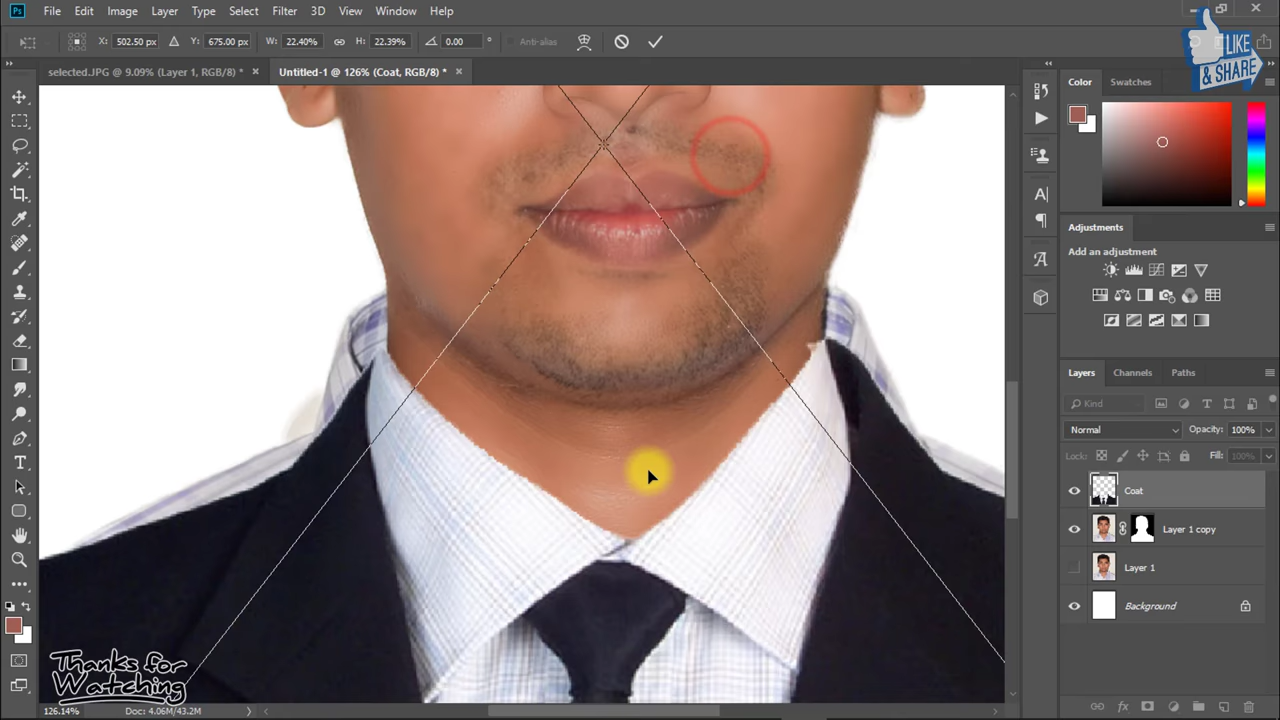 Ps File Edit Image Layer Type Select Filter 3D View Window Help
X: 502.50 px Y: 675.00 px W: 22.40% H: 22.39% 0.00 ° Anti-alias
LIKE
& SHARE
selected.JPG @ 9.09% (Layer 1, RGB/8) * × Untitled-1 @ 126% (Coat, RGB/8) * ×
Color Swatches
Adjustments
Add an adjustment
Layers Channels Paths
Kind
Normal Opacity: 100%
Lock: Fill: 100%
Coat
Layer 1 copy
Layer 1
Background
Thanks for
Watching
126.14% Doc: 4.06M/43.2M